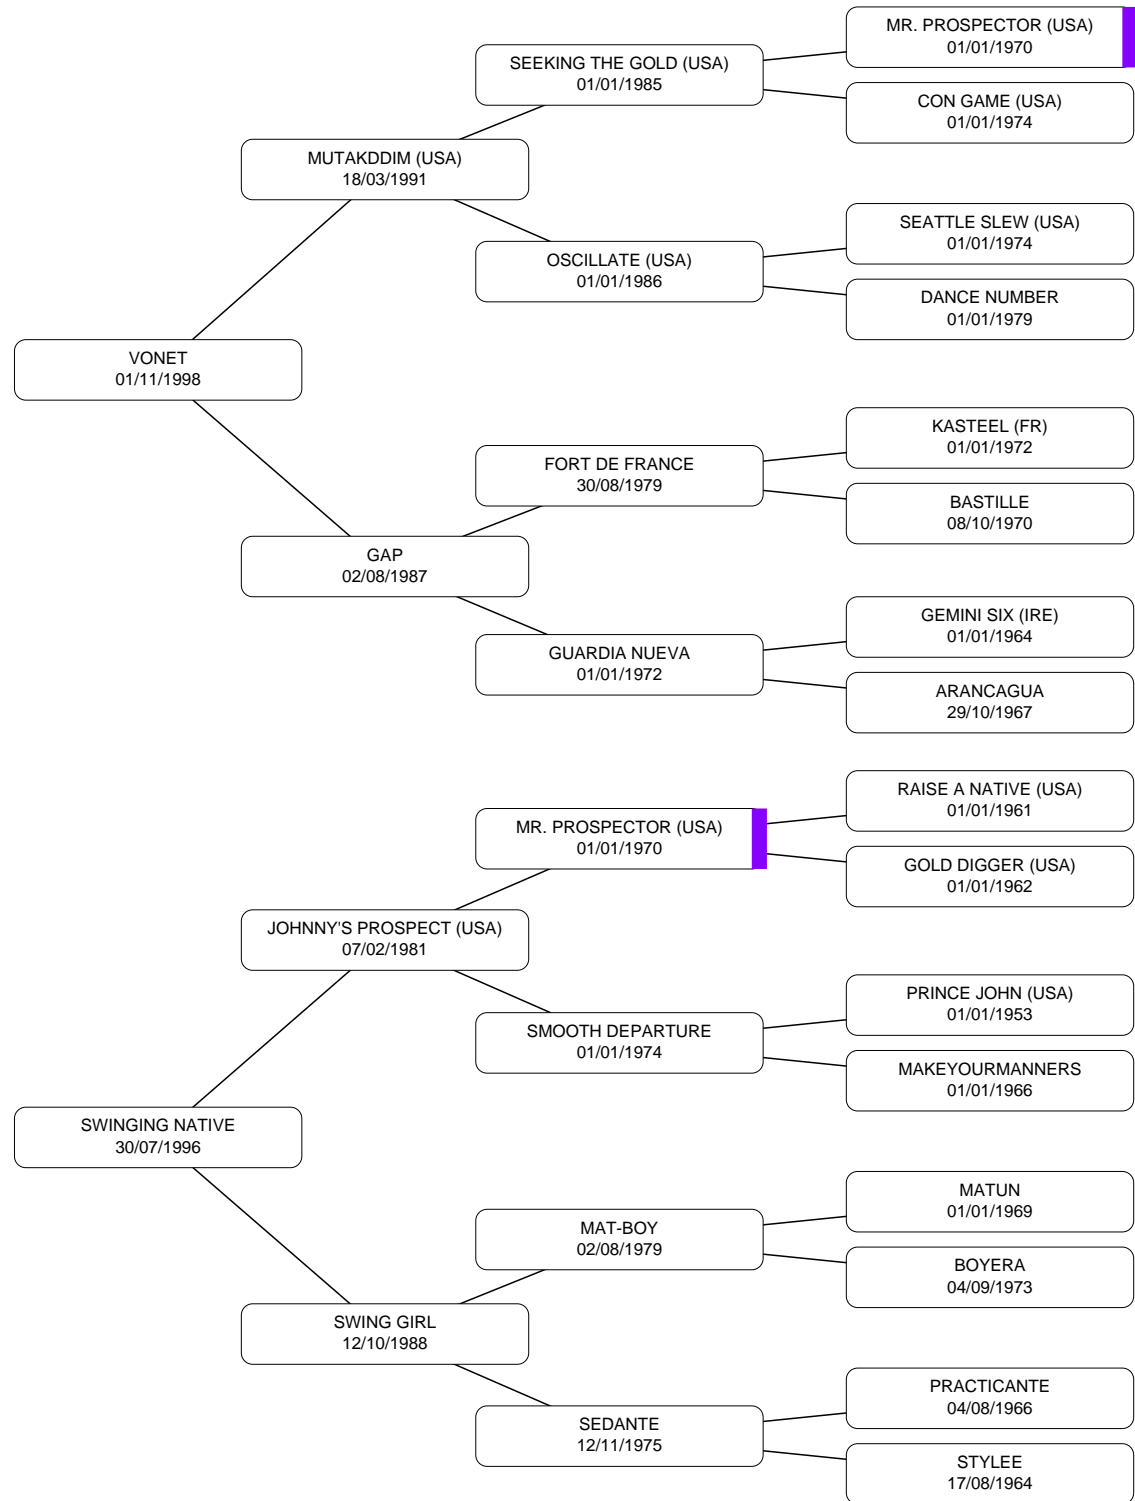 MR. PROSPECTOR (USA)
01/01/1970
SEEKING THE GOLD (USA)
01/01/1985
CON GAME (USA)
01/01/1974
MUTAKDDIM (USA)
18/03/1991
SEATTLE SLEW (USA)
01/01/1974
OSCILLATE (USA)
01/01/1986
DANCE NUMBER
01/01/1979
VONET
01/11/1998
KASTEEL (FR)
01/01/1972
FORT DE FRANCE
30/08/1979
BASTILLE
08/10/1970
GAP
02/08/1987
GEMINI SIX (IRE)
01/01/1964
GUARDIA NUEVA
01/01/1972
ARANCAGUA
29/10/1967
RAISE A NATIVE (USA)
01/01/1961
MR. PROSPECTOR (USA)
01/01/1970
GOLD DIGGER (USA)
01/01/1962
JOHNNY'S PROSPECT (USA)
07/02/1981
PRINCE JOHN (USA)
01/01/1953
SMOOTH DEPARTURE
01/01/1974
MAKEYOURMANNERS
01/01/1966
SWINGING NATIVE
30/07/1996
MATUN
01/01/1969
MAT-BOY
02/08/1979
BOYERA
04/09/1973
SWING GIRL
12/10/1988
PRACTICANTE
04/08/1966
SEDANTE
12/11/1975
STYLEE
17/08/1964